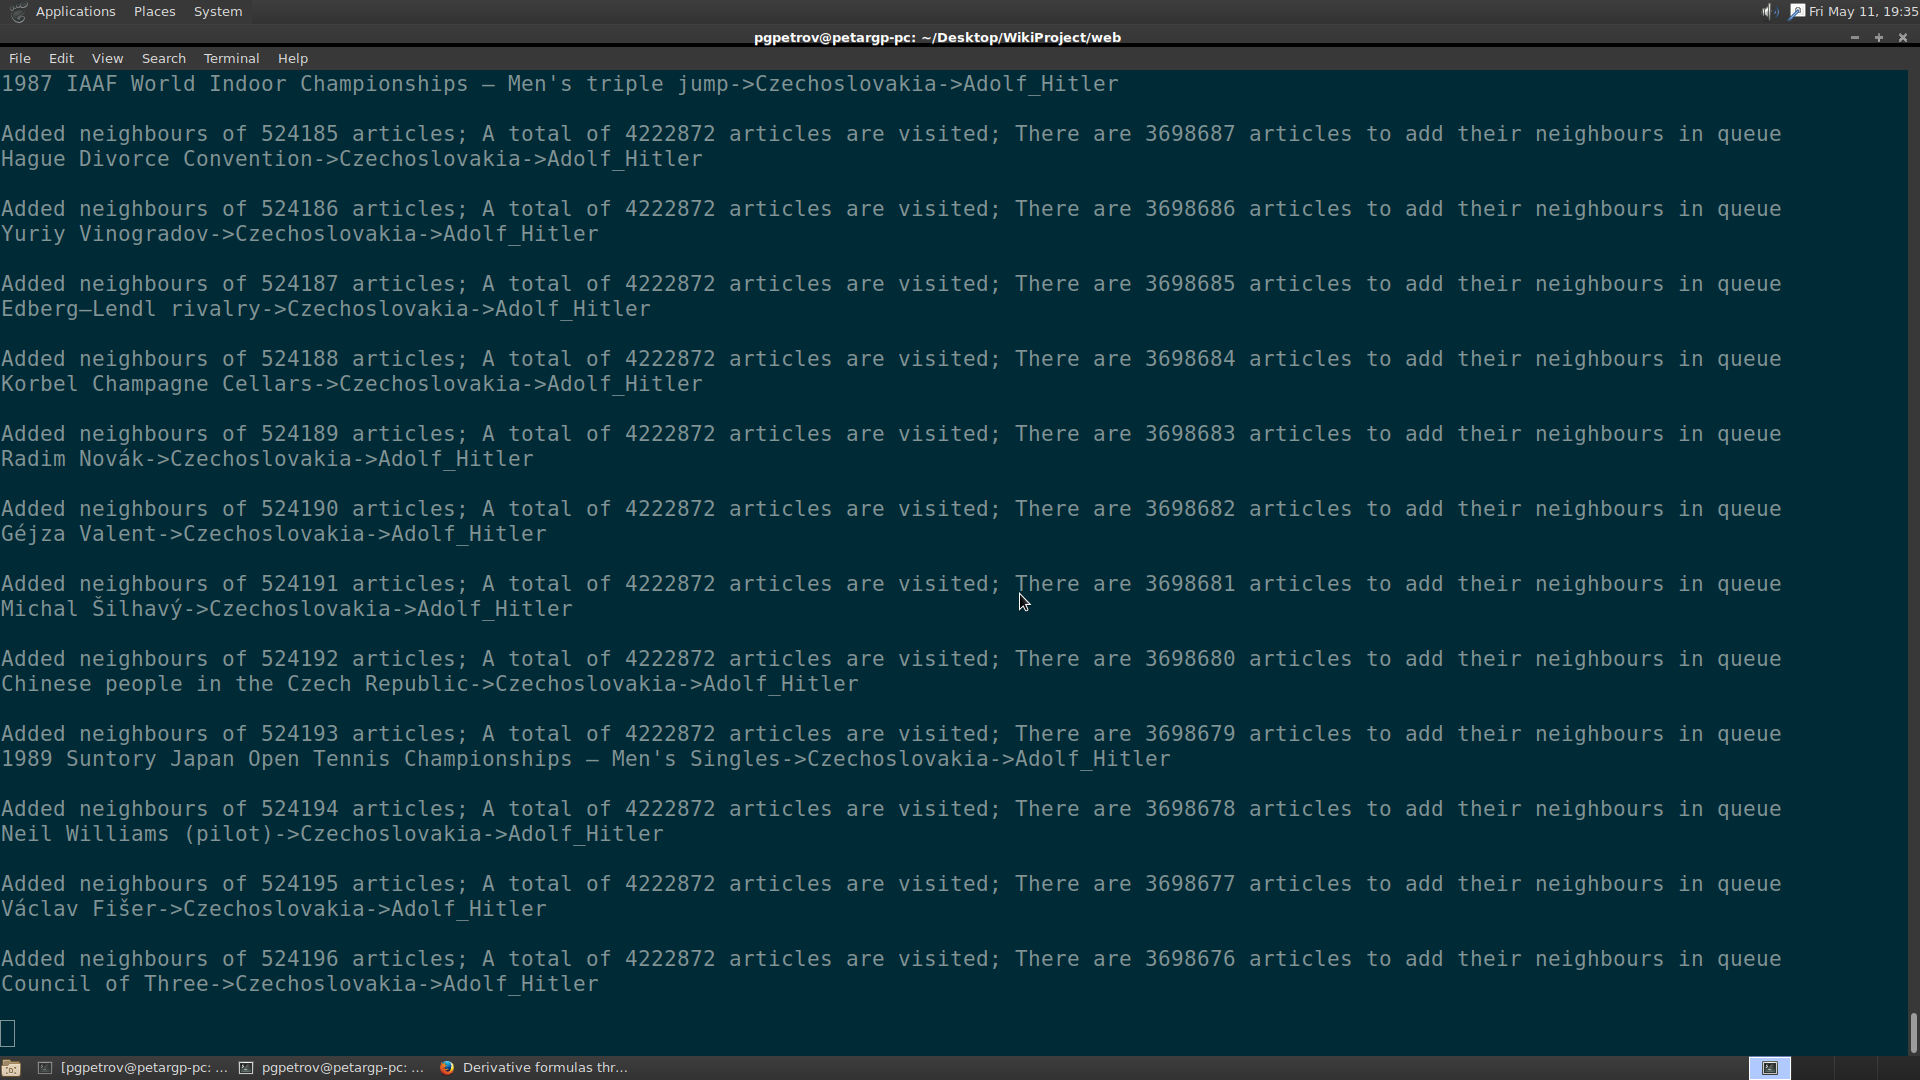 Applications Places System
Fri May 11, 19:35
pgpetrov@petargp-pc: ~/Desktop/WikiProject/web
File Edit View Search Terminal Help
1987 IAAF World Indoor Championships – Men's triple jump->Czechoslovakia->Adolf_Hitler
Added neighbours of 524185 articles; A total of 4222872 articles are visited; There are 3698687 articles to add their neighbours in queue
Hague Divorce Convention->Czechoslovakia->Adolf_Hitler
Added neighbours of 524186 articles; A total of 4222872 articles are visited; There are 3698686 articles to add their neighbours in queue
Yuriy Vinogradov->Czechoslovakia->Adolf_Hitler
Added neighbours of 524187 articles; A total of 4222872 articles are visited; There are 3698685 articles to add their neighbours in queue
Edberg–Lendl rivalry->Czechoslovakia->Adolf_Hitler
Added neighbours of 524188 articles; A total of 4222872 articles are visited; There are 3698684 articles to add their neighbours in queue
Korbel Champagne Cellars->Czechoslovakia->Adolf_Hitler
Added neighbours of 524189 articles; A total of 4222872 articles are visited; There are 3698683 articles to add their neighbours in queue
Radim Novák->Czechoslovakia->Adolf_Hitler
Added neighbours of 524190 articles; A total of 4222872 articles are visited; There are 3698682 articles to add their neighbours in queue
Géjza Valent->Czechoslovakia->Adolf_Hitler
Added neighbours of 524191 articles; A total of 4222872 articles are visited; There are 3698681 articles to add their neighbours in queue
Michal Šilhavý->Czechoslovakia->Adolf_Hitler
Added neighbours of 524192 articles; A total of 4222872 articles are visited; There are 3698680 articles to add their neighbours in queue
Chinese people in the Czech Republic->Czechoslovakia->Adolf_Hitler
Added neighbours of 524193 articles; A total of 4222872 articles are visited; There are 3698679 articles to add their neighbours in queue
1989 Suntory Japan Open Tennis Championships – Men's Singles->Czechoslovakia->Adolf_Hitler
Added neighbours of 524194 articles; A total of 4222872 articles are visited; There are 3698678 articles to add their neighbours in queue
Neil Williams (pilot)->Czechoslovakia->Adolf_Hitler
Added neighbours of 524195 articles; A total of 4222872 articles are visited; There are 3698677 articles to add their neighbours in queue
Václav Fišer->Czechoslovakia->Adolf_Hitler
Added neighbours of 524196 articles; A total of 4222872 articles are visited; There are 3698676 articles to add their neighbours in queue
Council of Three->Czechoslovakia->Adolf_Hitler
[pgpetrov@petargp-pc: ... pgpetrov@petargp-pc: ... Derivative formulas thr...